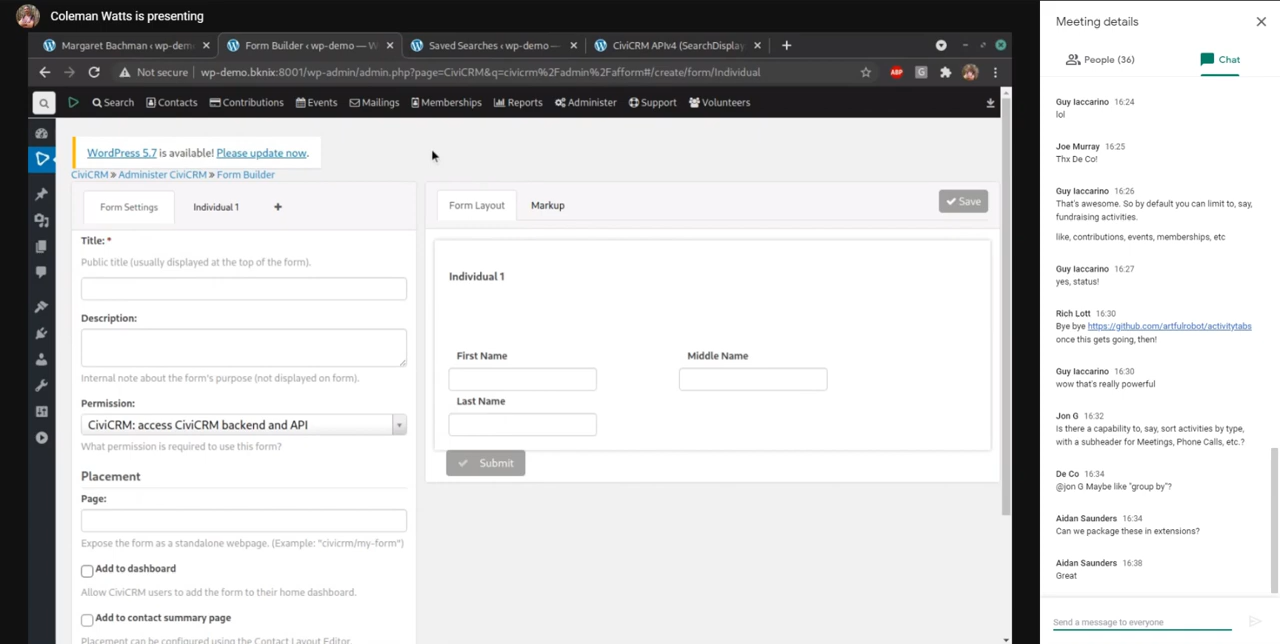 Coleman Watts is presenting
Margaret Bachman ‹ wp-dem
Form Builder ‹ wp-demo — W
Saved Searches ‹ wp-demo —
CiviCRM APIv4 (SearchDisplay
Not secure
wp-demo.bknix:8001/wp-admin/admin.php?page=CiviCRM&q=civicrm%2Fadmin%2Fafform#/create/form/Individual
ABP
G
Search Contacts Contributions Events Mailings Memberships Reports Administer Support Volunteers
WordPress 5.7 is available! Please update now.
CiviCRM » Administer CiviCRM » Form Builder
Form Settings
Individual 1
+
Title: *
Public title (usually displayed at the top of the form).
Description:
Internal note about the form's purpose (not displayed on form).
Permission:
CiviCRM: access CiviCRM backend and API
What permission is required to use this form?
Placement
Page:
Expose the form as a standalone webpage. (Example: "civicrm/my-form")
Add to dashboard
Allow CiviCRM users to add the form to their home dashboard.
Add to contact summary page
Placement can be configured using the Contact Layout Editor.
Form Layout
Markup
Save
Individual 1
First Name
Middle Name
Last Name
Submit
Meeting details
People (36)
Chat
Guy Iaccarino 16:24
lol
Joe Murray 16:25
Thx De Co!
Guy Iaccarino 16:26
That's awesome. So by default you can limit to, say,
fundraising activities.
like, contributions, events, memberships, etc
Guy Iaccarino 16:27
yes, status!
Rich Lott 16:30
Bye bye https://github.com/artfulrobot/activitytabs
once this gets going, then!
Guy Iaccarino 16:30
wow that's really powerful
Jon G 16:32
Is there a capability to, say, sort activities by type,
with a subheader for Meetings, Phone Calls, etc.?
De Co 16:34
@jon G Maybe like "group by"?
Aidan Saunders 16:34
Can we package these in extensions?
Aidan Saunders 16:38
Great
Send a message to everyone